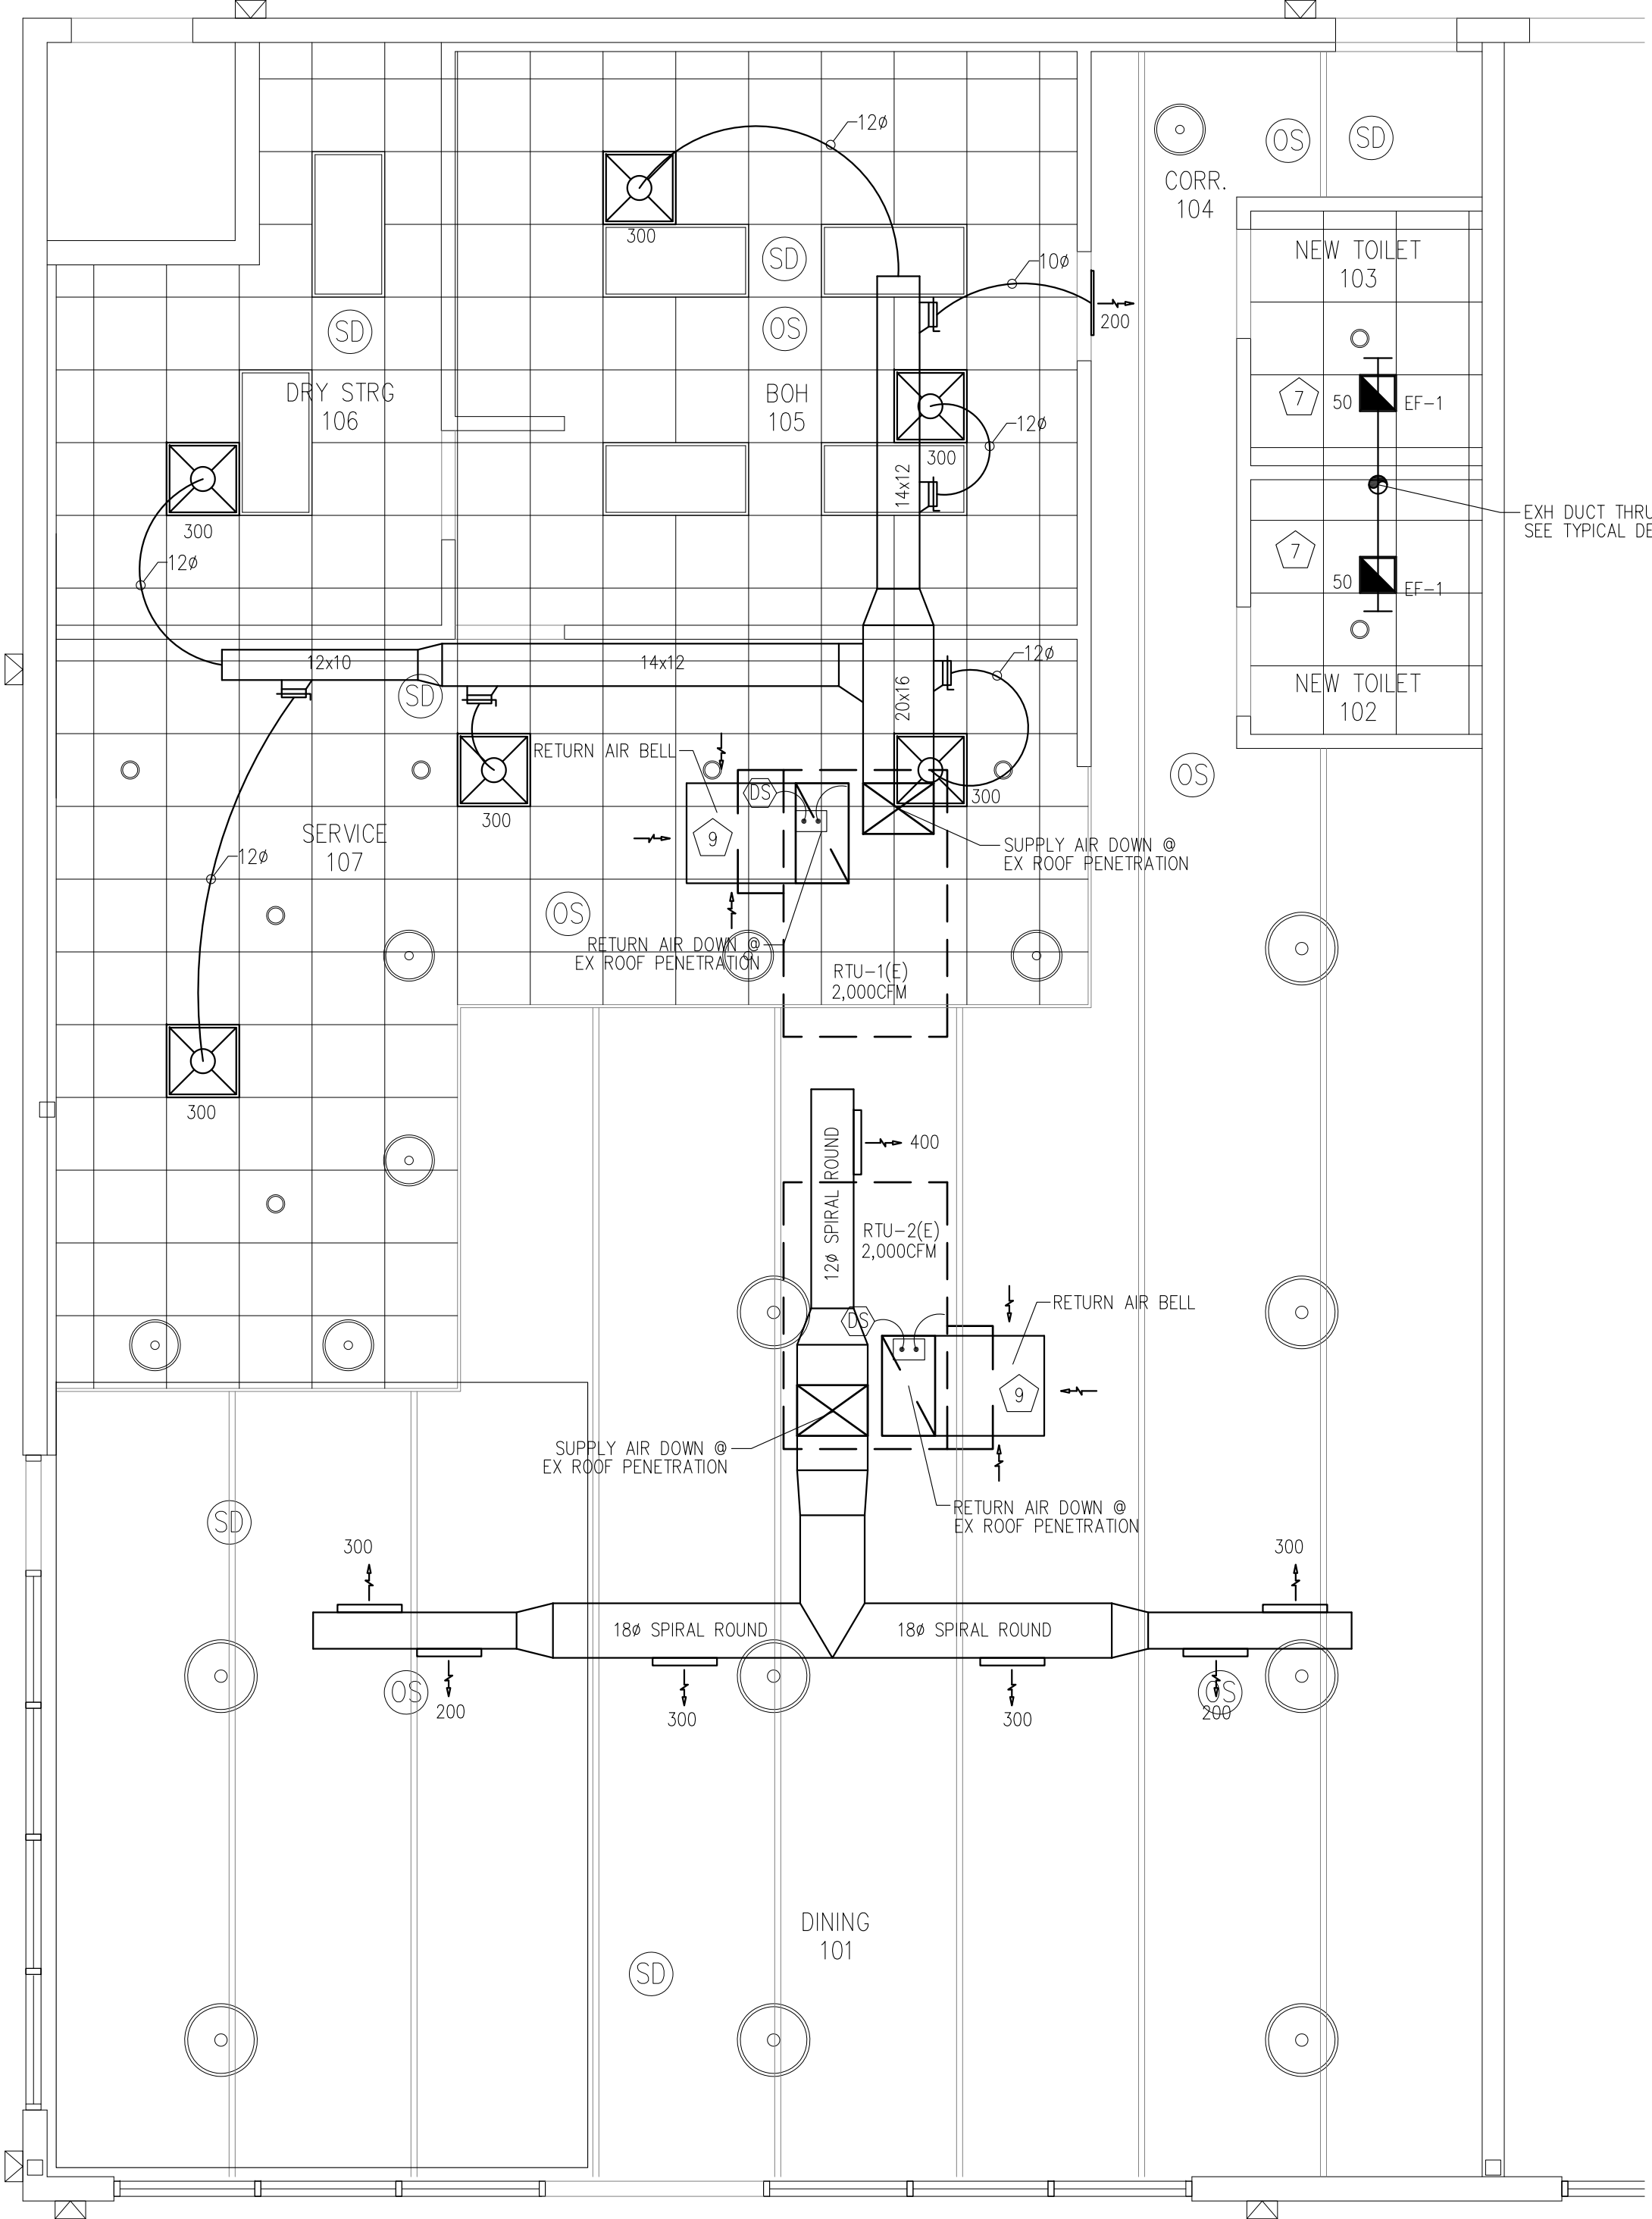 12ø
OS
SD
CORR.
104
300
NEW TOILET
103
SD
10ø
200
SD
OS
DRY STRG
106
BOH
105
7
50
EF-1
12ø
300
14x12
300
EXH DUCT THRU
SEE TYPICAL DE
7
12ø
50
EF-1
12x10
14x12
12ø
SD
20x16
NEW TOILET
102
RETURN AIR BELL
OS
DS
300
300
SERVICE
107
9
SUPPLY AIR DOWN @
EX ROOF PENETRATION
12ø
OS
RETURN AIR DOWN @
EX ROOF PENETRATION
RTU-1(E)
2,000CFM
300
400
12ø SPIRAL ROUND
RTU-2(E)
2,000CFM
RETURN AIR BELL
DS
9
SUPPLY AIR DOWN @
EX ROOF PENETRATION
RETURN AIR DOWN @
EX ROOF PENETRATION
SD
300
300
18ø SPIRAL ROUND
18ø SPIRAL ROUND
OS
OS
200
300
300
200
DINING
101
SD